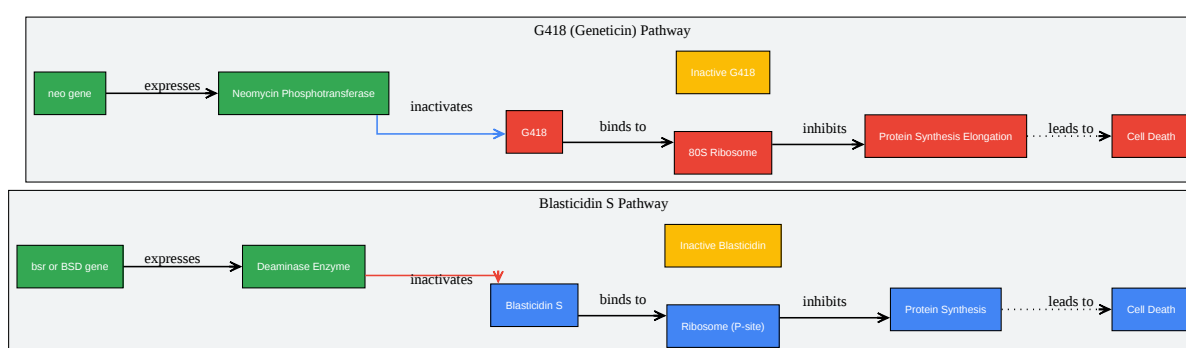 G418 (Geneticin) Pathway
neo gene
expresses
Neomycin Phosphotransferase
inactivates
G418
binds to
Inactive G418
80S Ribosome
inhibits
Protein Synthesis Elongation
leads to
Cell Death
Blasticidin S Pathway
bsr or BSD gene
expresses
Deaminase Enzyme
inactivates
Blasticidin S
binds to
Inactive Blasticidin
Ribosome (P-site)
inhibits
Protein Synthesis
leads to
Cell Death